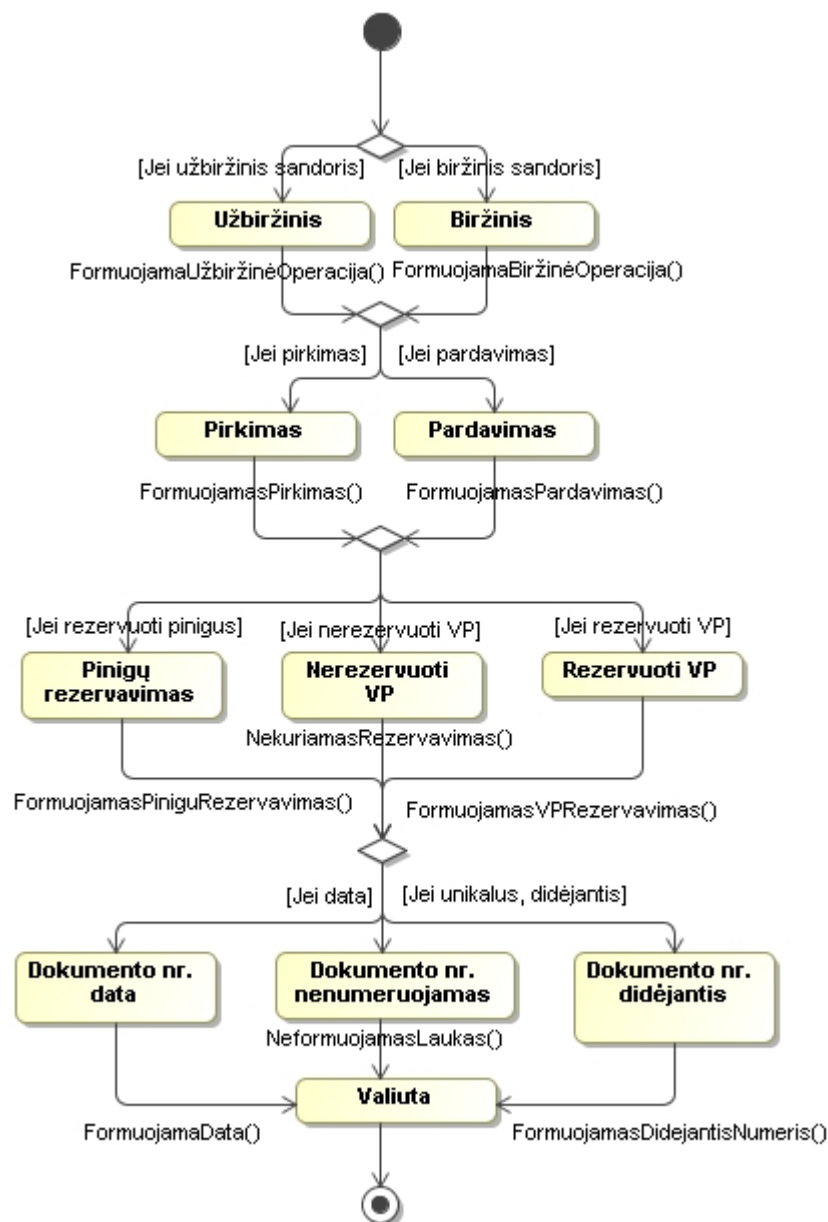 [Jei užbiržinis sandoris]
[Jei biržinis sandoris]
Užbiržinis
Biržinis
FormuojamaUžbiržinėOperacija()
FormuojamaBiržinėOperacija()
[Jei pirkimas]
[Jei pardavimas]
Pirkimas
Pardavimas
FormuojamasPirkimas()
FormuojamasPardavimas()
[Jei rezervuoti pinigus]
[Jei nerezervuoti VP]
[Jei rezervuoti VP]
Pinigų
rezervavimas
Nerezervuoti
VP
Rezervuoti VP
NekuriamasRezervavimas()
FormuojamasPiniguRezervavimas()
FormuojamasVPRezervavimas()
[Jei data]
[Jei unikalus, didėjantis]
Dokumento nr.
data
Dokumento nr.
nenumeruojamas
Dokumento nr.
didėjantis
NeformuojamasLaukas()
Valiuta
FormuojamaData()
FormuojamasDidejantisNumeris()